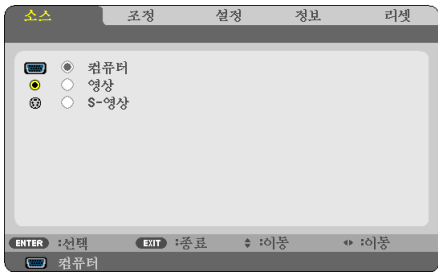 소스 조정 설정 정보 리셋
컴퓨터
영상
S-영상
ENTER :선택 EXIT :종료 :이동 :이동
컴퓨터